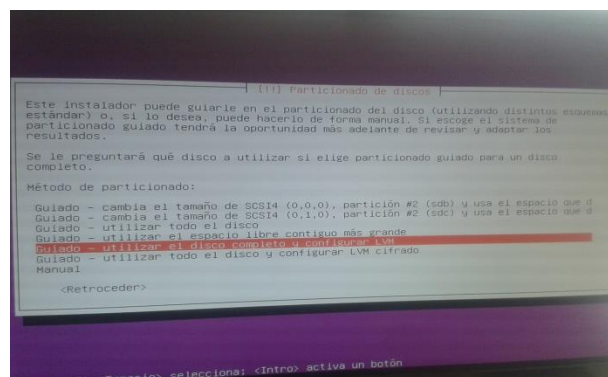 [!!] Particionado de discos
Este instalador puede guiarle en el particionado del disco (utilizando distintos esquemas
estándar) o, si lo desea, puede hacerlo de forma manual. Si escoge el sistema de
particionado guiado tendrá la oportunidad más adelante de revisar y adaptar los
resultados.
Se le preguntará qué disco a utilizar si elige particionado guiado para un disco
completo.
Método de particionado:
Guiado - cambia el tamaño de SCSI4 (0,0,0), partición #2 (sdb) y usa el espacio que d
Guiado - cambia el tamaño de SCSI4 (0,0,1), partición #2 (sdc) y usa el espacio que d
Guiado - utilizar todo el disco
Guiado - utilizar el espacio libre contiguo más grande
Guiado - utilizar el disco completo y configurar LVM
Guiado - utilizar todo el disco y configurar LVM cifrado
Manual
<Retroceder>
selecciona; <Intro> activa un botón